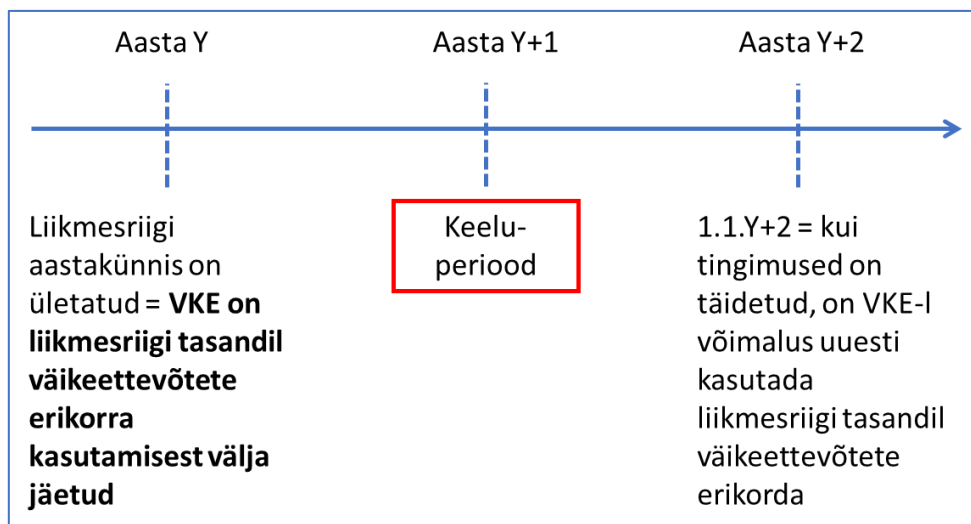 Aasta Y
Aasta Y+1
Aasta Y+2
Liikmesriigi
aastakünnis on
ületatud = VKE on
liikmesriigi tasandil
väikeettevõtete
erikorra
kasutamisest välja
jäetud
Keelu-
periood
1.1.Y+2 = kui
tingimused on
täidetud, on VKE-l
võimalus uuesti
kasutada
liikmesriigi tasandil
väikeettevõtete
erikorda